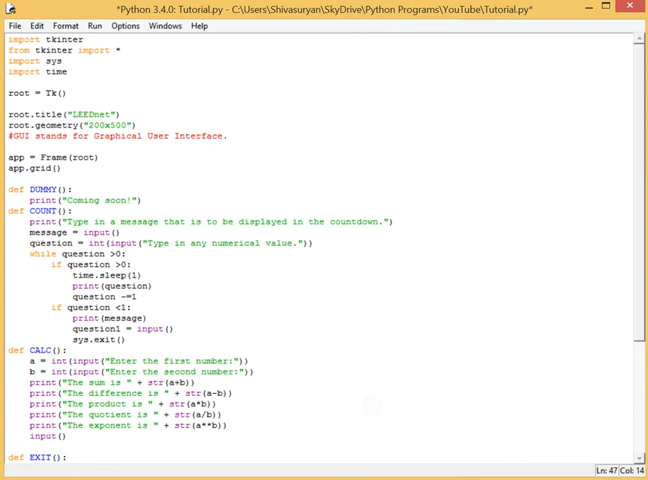 *Python 3.4.0: Tutorial.py - C:\Users\Shivasuryan\SkyDrive\Python Programs\YouTube\Tutorial.py*
File Edit Format Run Options Windows Help
import tkinter
from tkinter import *
import sys
import time
root = Tk()
root.title("LEEDnet")
root.geometry("200x500")
#GUI stands for Graphical User Interface.
app = Frame(root)
app.grid()
def DUMMY():
    print("Coming soon!")
def COUNT():
    print("Type in a message that is to be displayed in the countdown.")
    message = input()
    question = int(input("Type in any numerical value."))
    while question >0:
        if question >0:
            time.sleep(1)
            print(question)
            question -=1
        if question <1:
            print(message)
            question1 = input()
            sys.exit()
def CALC():
    a = int(input("Enter the first number:"))
    b = int(input("Enter the second number:"))
    print("The sum is " + str(a+b))
    print("The difference is " + str(a-b))
    print("The product is " + str(a*b))
    print("The quotient is " + str(a/b))
    print("The exponent is " + str(a**b))
    input()
def EXIT():
Ln: 47 Col: 14